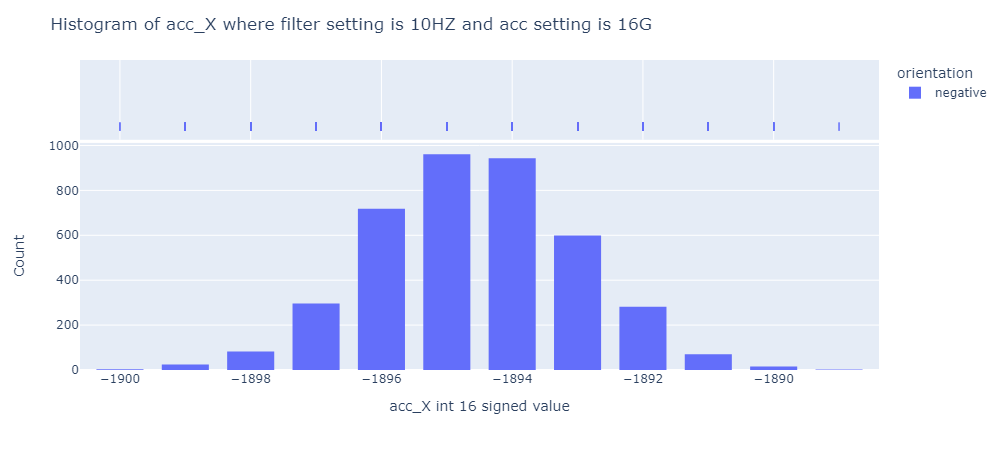 Histogram of acc_X where filter setting is 10HZ and acc setting is 16G
orientation
negative
1000
800
600
400
200
0
Count
−1900 −1898 −1896 −1894 −1892 −1890
acc_X int 16 signed value